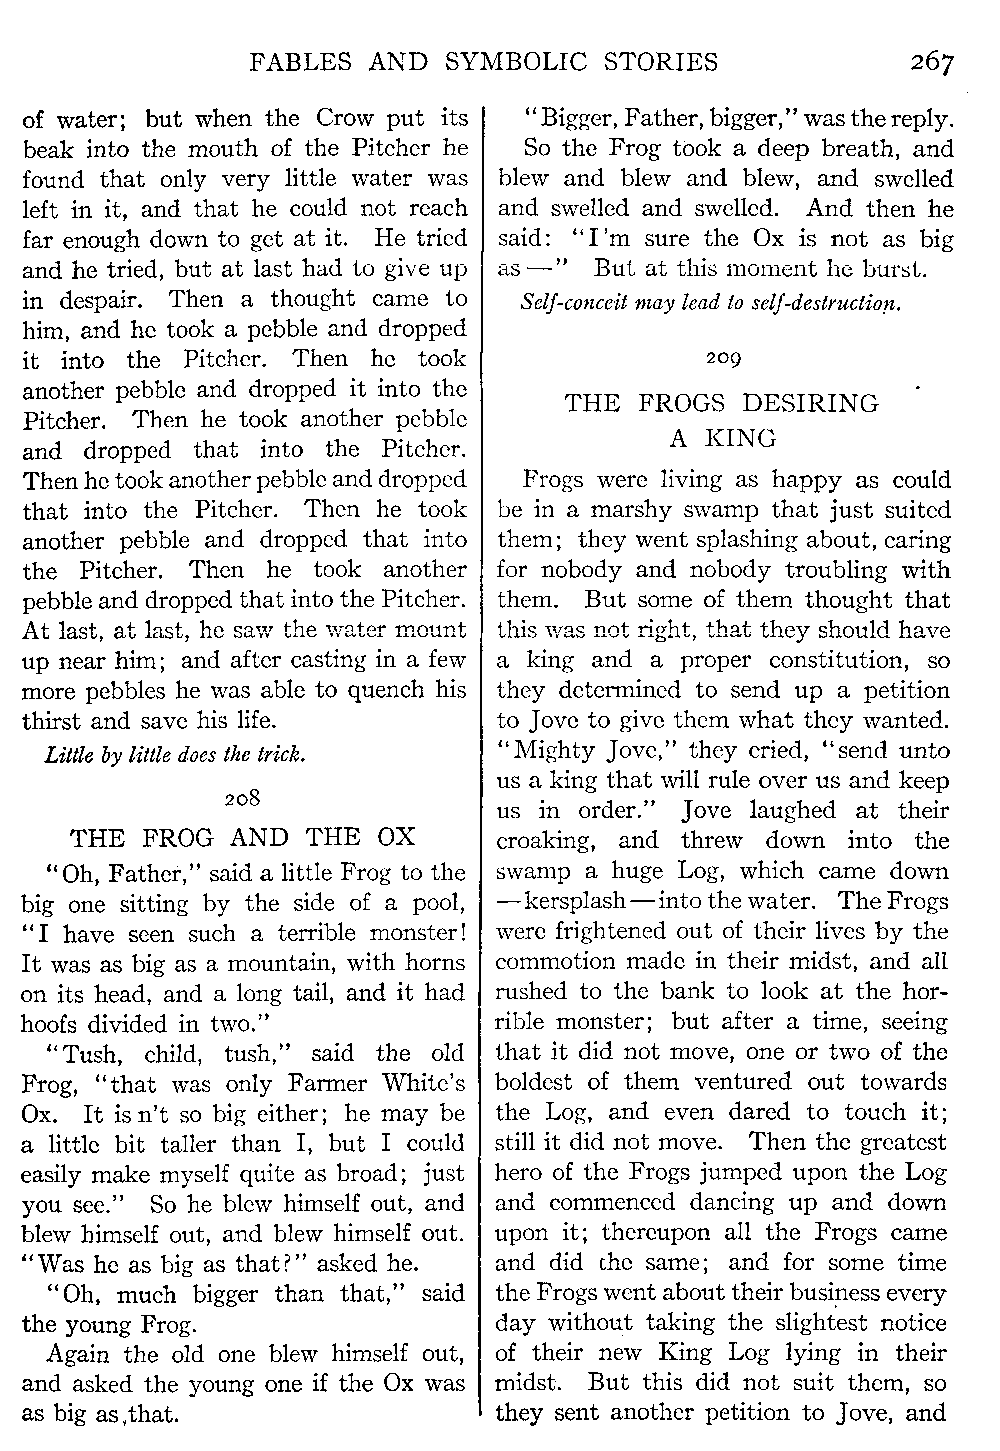 FABLES AND SYMBOLIC STORIES 267
of water; but when the Crow put its
beak into the mouth of the Pitcher he
found that only very little water was
left in it, and that he could not reach
far enough down to get at it. He tried
and he tried, but at last had to give up
in despair. Then a thought came to
him, and he took a pebble and dropped
it into the Pitcher. Then he took
another pebble and dropped it into the
Pitcher. Then he took another pebble
and dropped that into the Pitcher.
Then he took another pebble and dropped
that into the Pitcher. Then he took
another pebble and dropped that into
the Pitcher. Then he took another
pebble and dropped that into the Pitcher.
At last, at last, he saw the water mount
up near him; and after casting in a few
more pebbles he was able to quench his
thirst and save his life.
Little by little does the trick.
208
THE FROG AND THE OX
"Oh, Father," said a little Frog to the
big one sitting by the side of a pool,
"I have seen such a terrible monster!
It was as big as a mountain, with horns
on its head, and a long tail, and it had
hoofs divided in two."
"Tush, child, tush," said the old
Frog, "that was only Farmer White's
Ox. It is n't so big either; he may be
a little bit taller than I, but I could
easily make myself quite as broad; just
you see." So he blew himself out, and
blew himself out, and blew himself out.
"Was he as big as that?" asked he.
"Oh, much bigger than that," said
the young Frog.
Again the old one blew himself out,
and asked the young one if the Ox was
as big as that.
"Bigger, Father, bigger," was the reply.
So the Frog took a deep breath, and
blew and blew and blew, and swelled
and swelled and swelled. And then he
said: "I'm sure the Ox is not as big
as —" But at this moment he burst.
Self-conceit may lead to self-destruction.
209
THE FROGS DESIRING
A KING
Frogs were living as happy as could
be in a marshy swamp that just suited
them; they went splashing about, caring
for nobody and nobody troubling with
them. But some of them thought that
this was not right, that they should have
a king and a proper constitution, so
they determined to send up a petition
to Jove to give them what they wanted.
"Mighty Jove," they cried, "send unto
us a king that will rule over us and keep
us in order." Jove laughed at their
croaking, and threw down into the
swamp a huge Log, which came down
—kersplash—into the water. The Frogs
were frightened out of their lives by the
commotion made in their midst, and all
rushed to the bank to look at the hor-
rible monster; but after a time, seeing
that it did not move, one or two of the
boldest of them ventured out towards
the Log, and even dared to touch it;
still it did not move. Then the greatest
hero of the Frogs jumped upon the Log
and commenced dancing up and down
upon it; thereupon all the Frogs came
and did the same; and for some time
the Frogs went about their business every
day without taking the slightest notice
of their new King Log lying in their
midst. But this did not suit them, so
they sent another petition to Jove, and